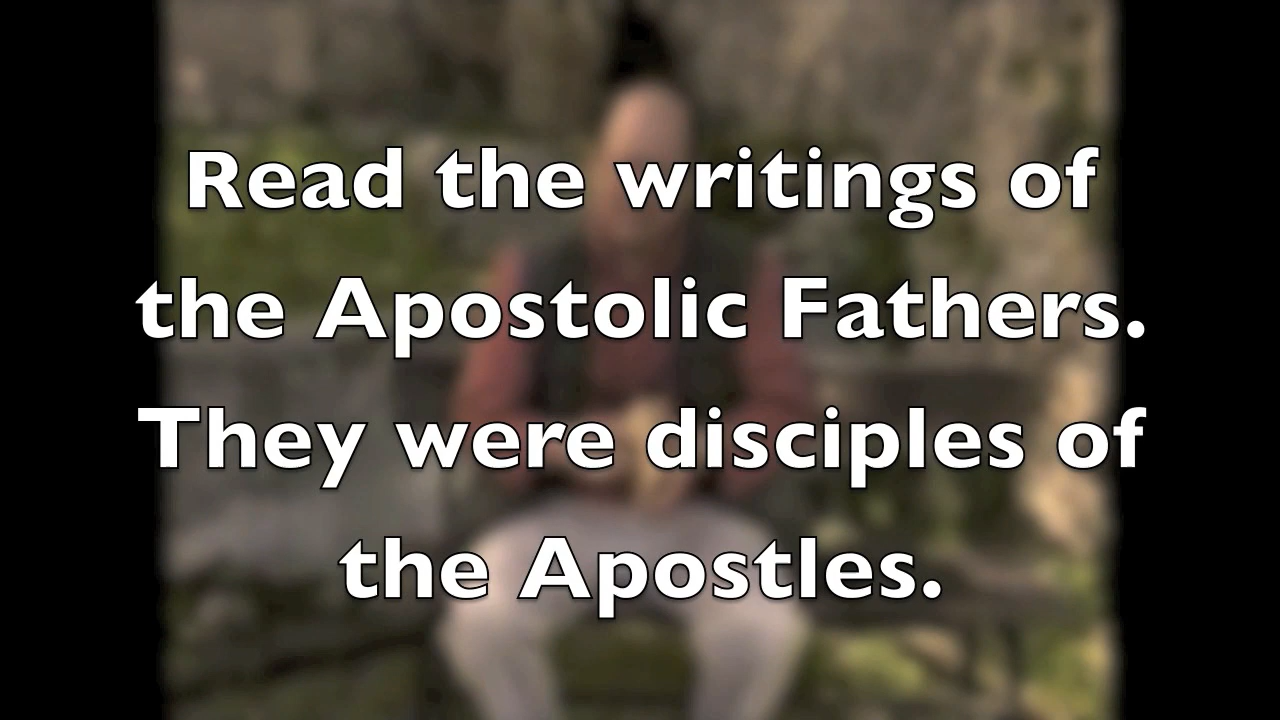 Read the writings of
the Apostolic Fathers.
They were disciples of
the Apostles.